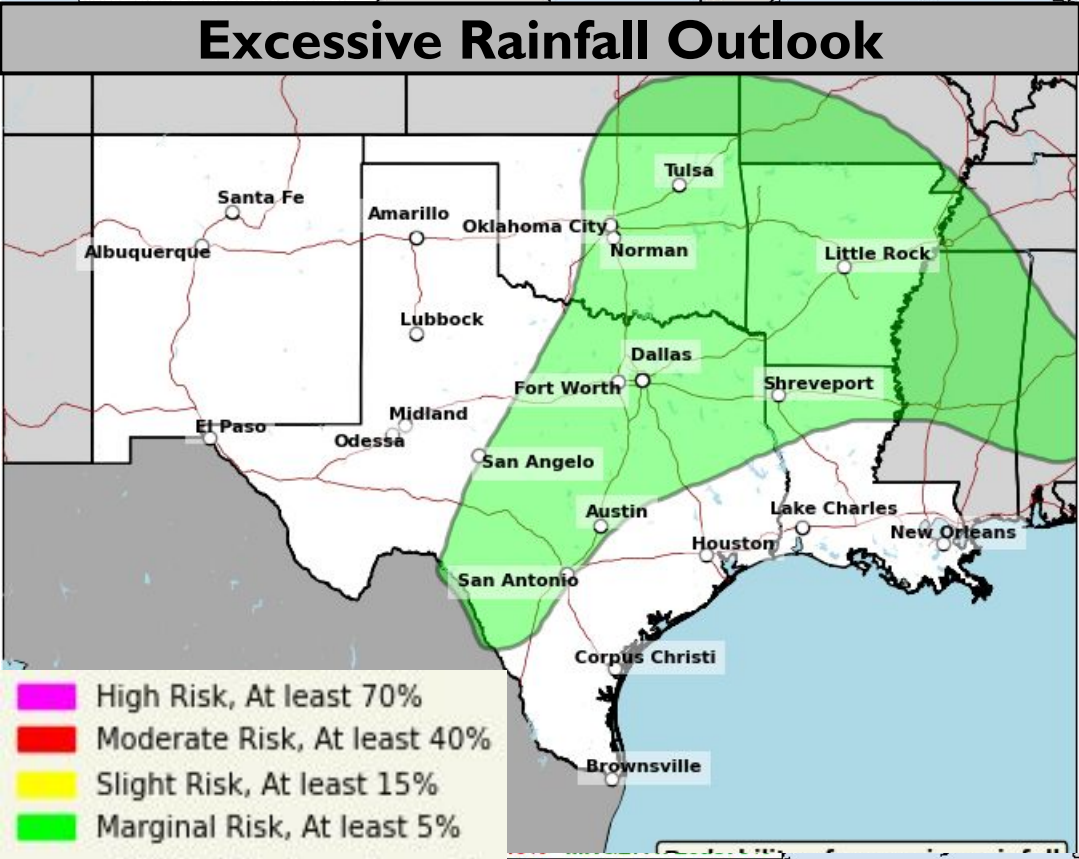 Excessive Rainfall Outlook
Tulsa
Santa Fe
Amarillo
Oklahoma City
Albuquerque
Norman
Little Rock
Lubbock
Dallas
Fort Worth
Shreveport
Midland
El Paso
Odessa
San Angelo
Austin
Lake Charles
New Orleans
Houston
San Antonio
Corpus Christi
Brownsville
High Risk, At least 70%
Moderate Risk, At least 40%
Slight Risk, At least 15%
Marginal Risk, At least 5%